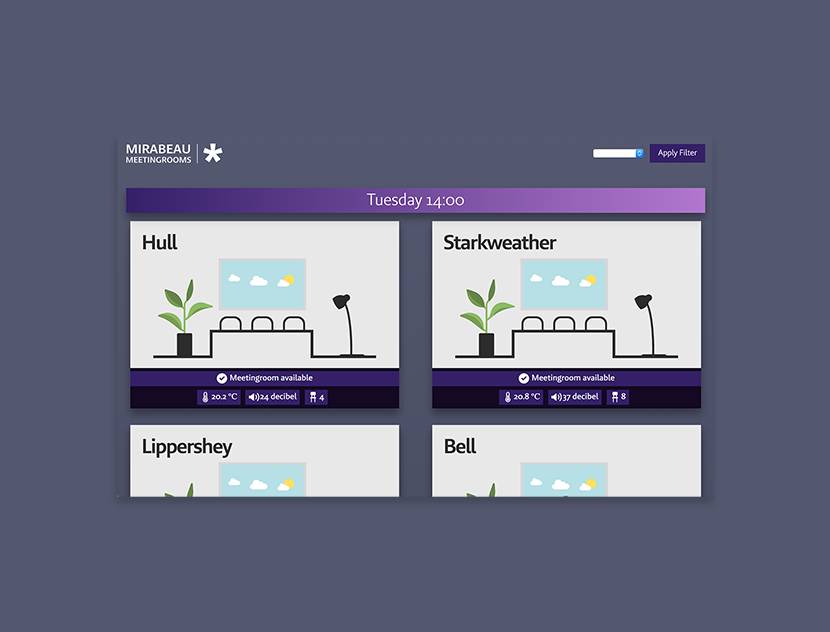 MIRABEAU
MEETINGROOMS
Apply Filter
Tuesday 14:00
Hull
Starkweather
Meetingroom available
Meetingroom available
20.2 °C 24 decibel 4
20.8 °C 37 decibel 8
Lippershey
Bell